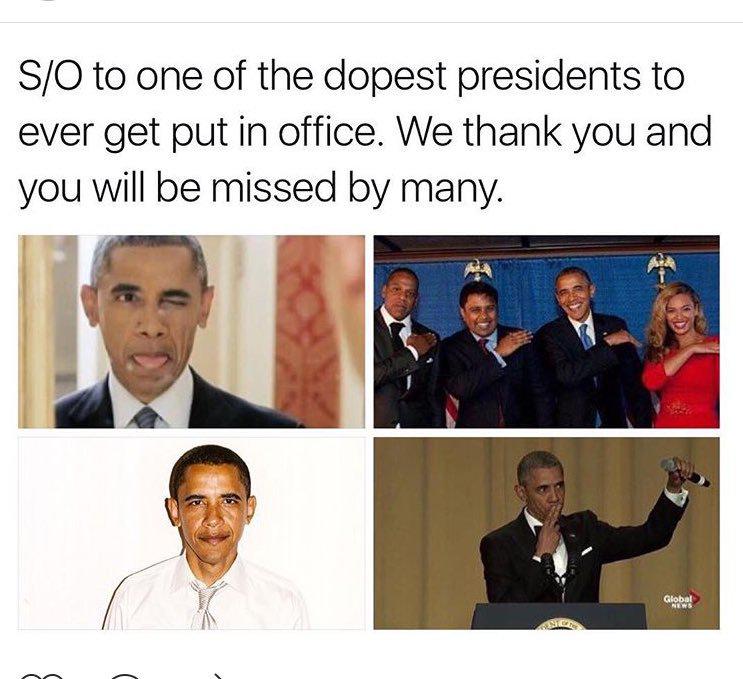 S/O to one of the dopest presidents to
ever get put in office. We thank you and
you will be missed by many.
Global
NEWS